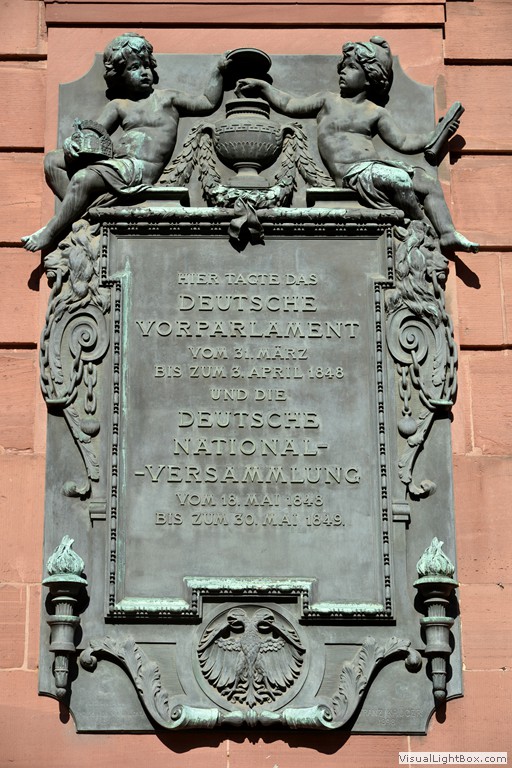 HIER TAGTE DAS
DEUTSCHE
VORPARLAMENT
VOM 31. MÄRZ
BIS ZUM 3. APRIL 1848
UND DIE
DEUTSCHE
NATIONAL-
-VERSAMMLUNG
VOM 18. MAI 1848
BIS ZUM 30. MAI 1849.
VisualLightBox.com